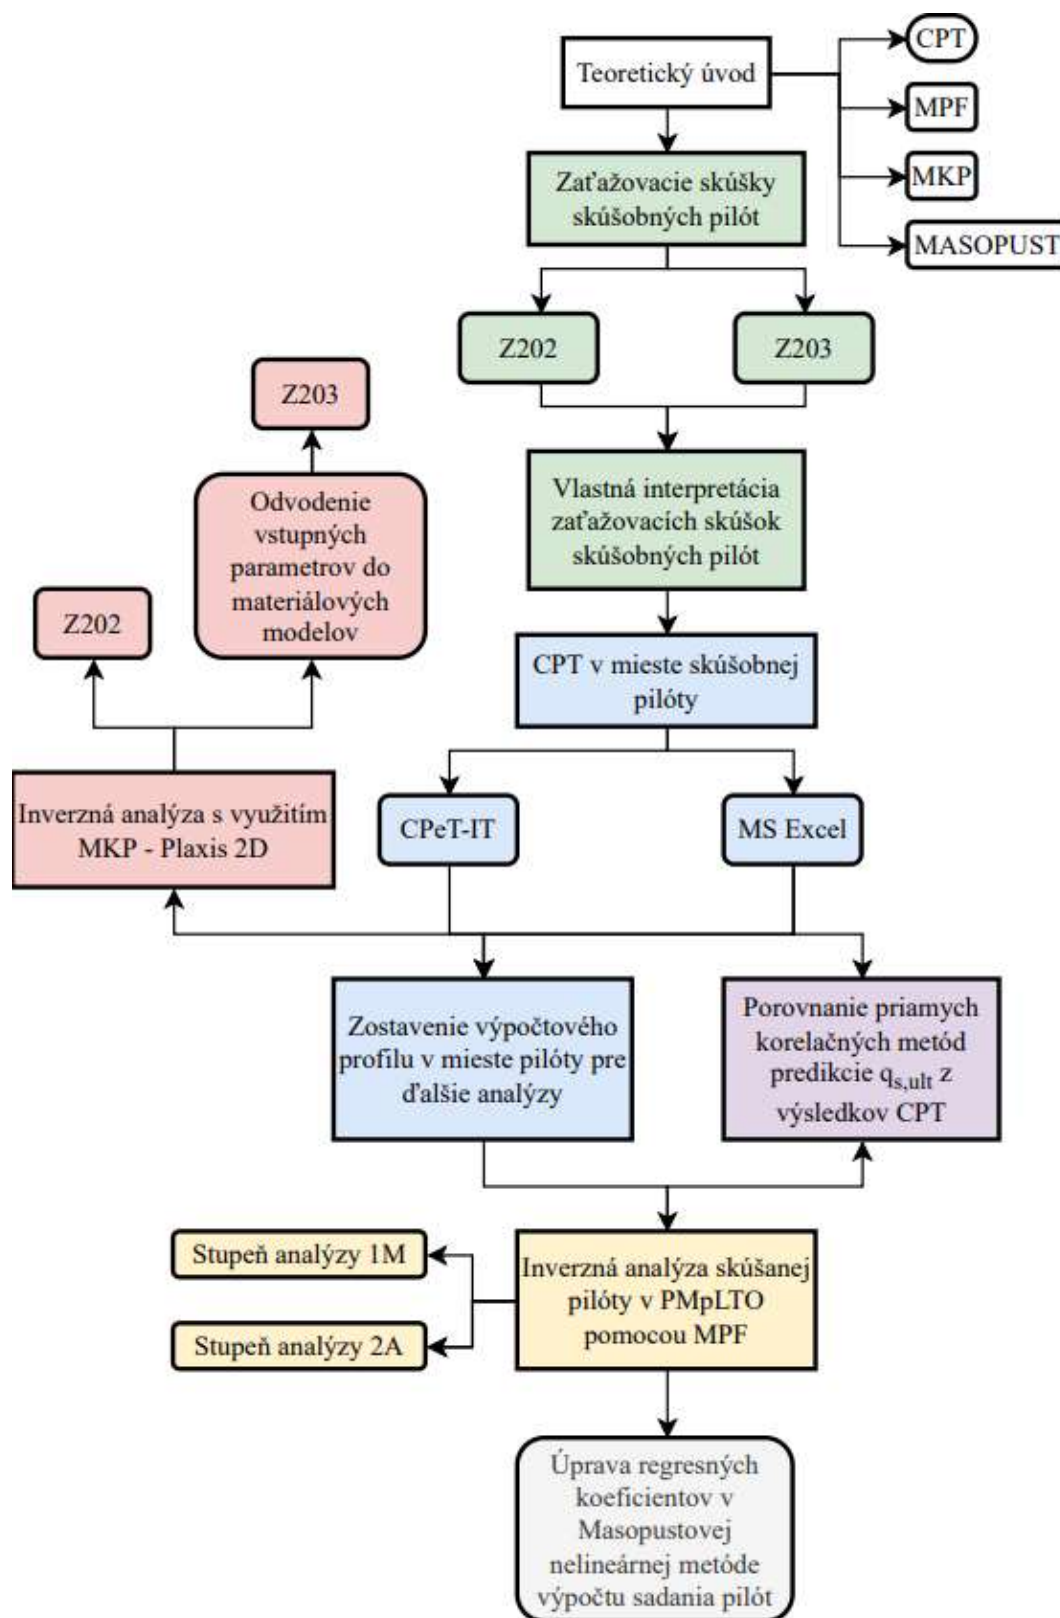 Teoretický úvod
CPT
MPF
MKP
MASOPUST
Zaťažovacie skúšky
skúšobných pilót
Z202
Z203
Vlastná interpretácia
zaťažovacích skúšok
skúšobných pilót
Z203
Odvodenie
vstupných
parametrov do
materiálových
modelov
Z202
CPT v mieste skúšobnej
pilóty
Inverzná analýza s využitím
MKP - Plaxis 2D
CPeT-IT
MS Excel
Zostavenie výpočtového
profilu v mieste pilóty pre
ďalšie analýzy
Porovnanie priamych
korelačných metód
predikcie qs,ult z
výsledkov CPT
Stupeň analýzy 1M
Stupeň analýzy 2A
Inverzná analýza skúšanej
pilóty v PMpLTO
pomocou MPF
Úprava regresných
koeficientov v
Masopustovej
nelineárnej metóde
výpočtu sadania pilót